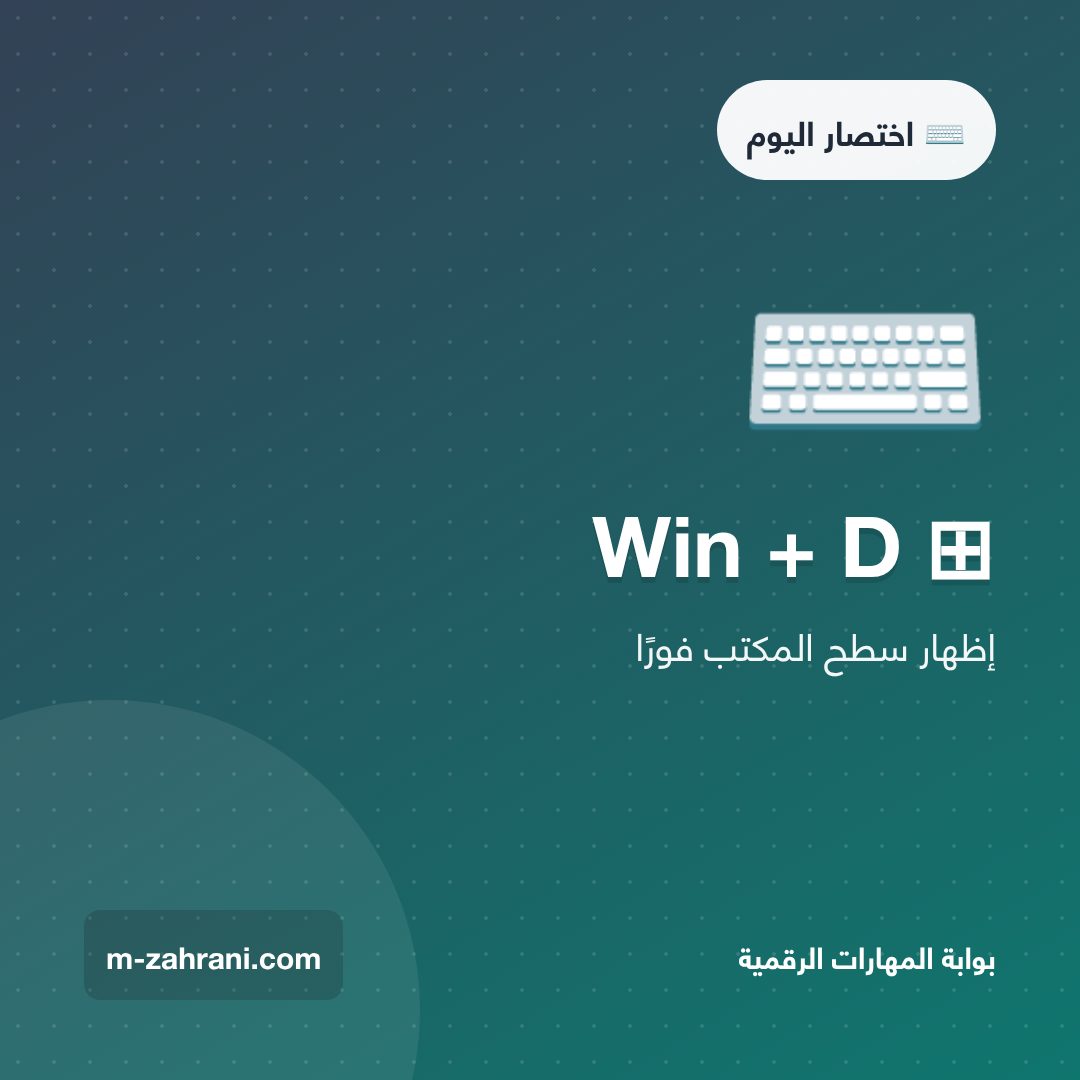 ⌨️ اختصار اليوم
⊞ Win + D
إظهار سطح المكتب فورًا
بوابة المهارات الرقمية
m-zahrani.com